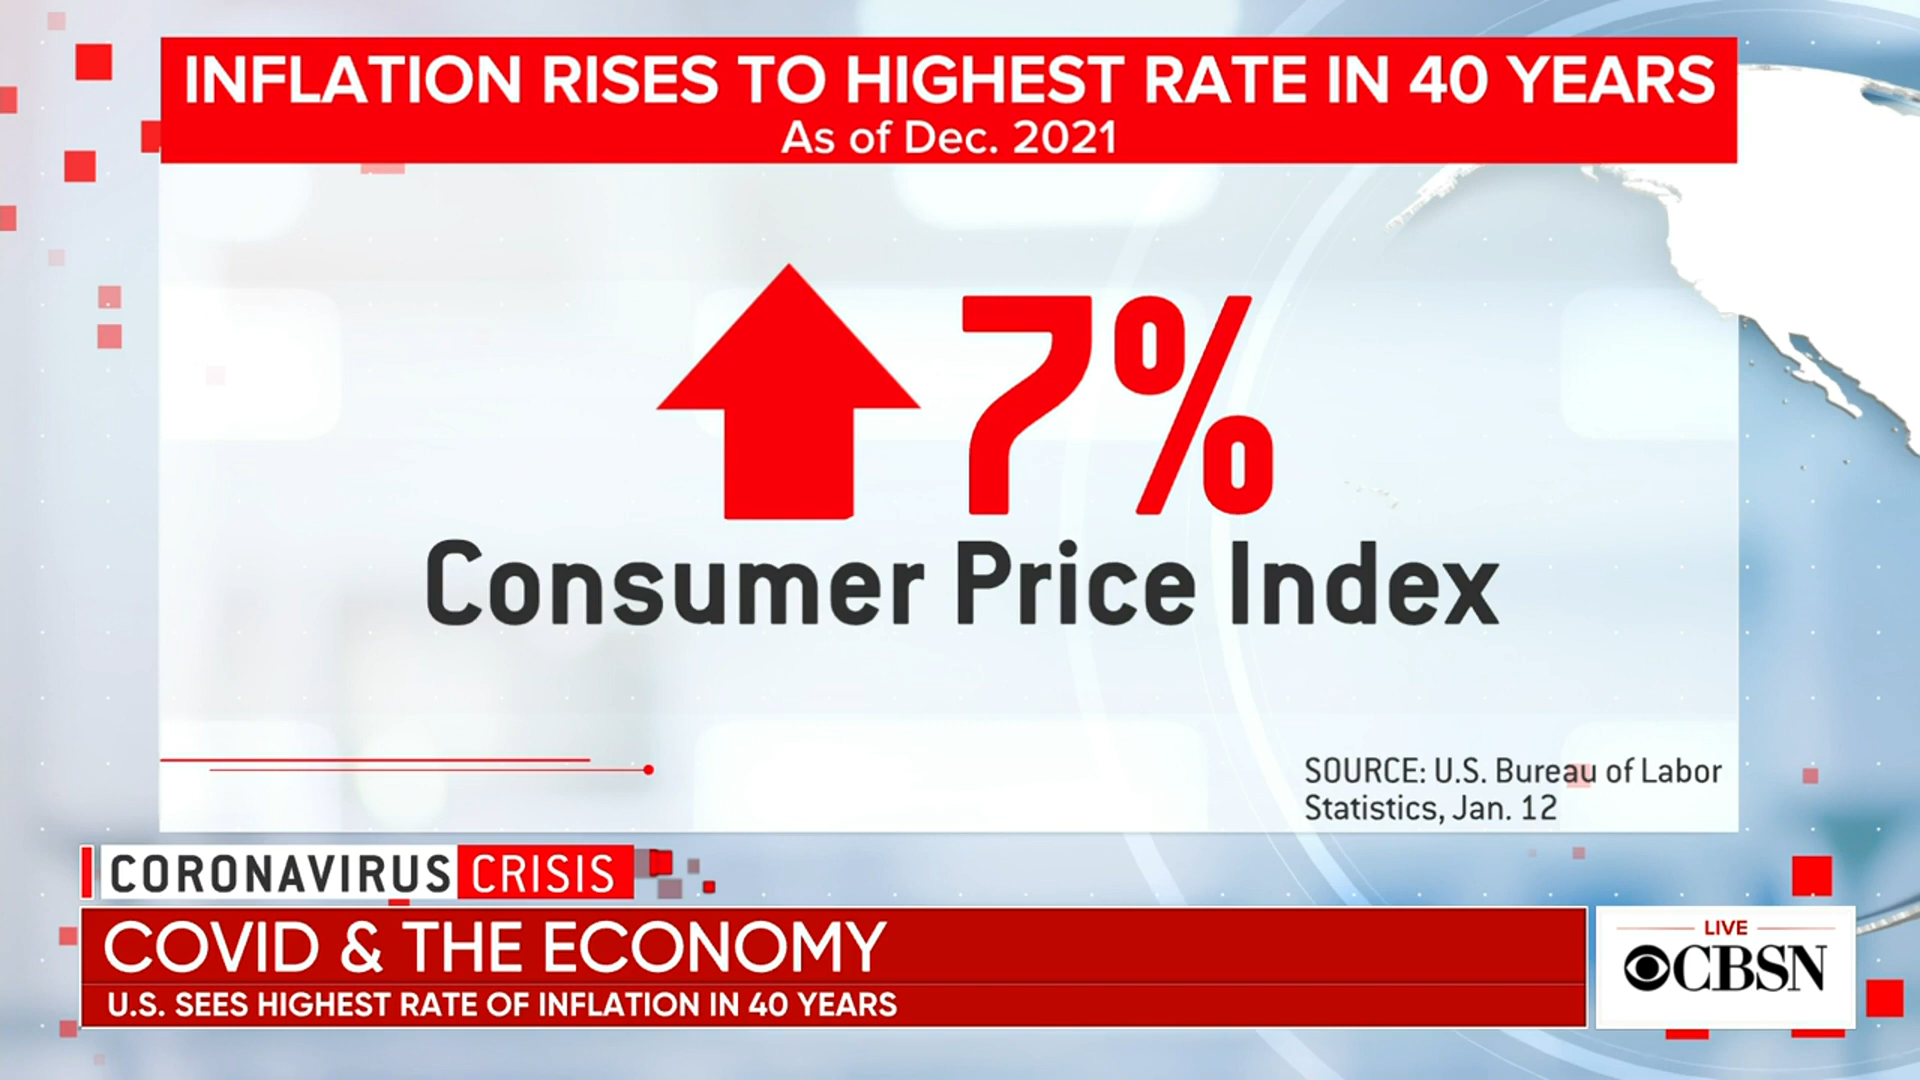 INFLATION RISES TO HIGHEST RATE IN 40 YEARS
As of Dec. 2021
7%
Consumer Price Index
SOURCE: U.S. Bureau of Labor
Statistics, Jan. 12
CORONAVIRUS CRISIS
COVID & THE ECONOMY
U.S. SEES HIGHEST RATE OF INFLATION IN 40 YEARS
LIVE
CBSN